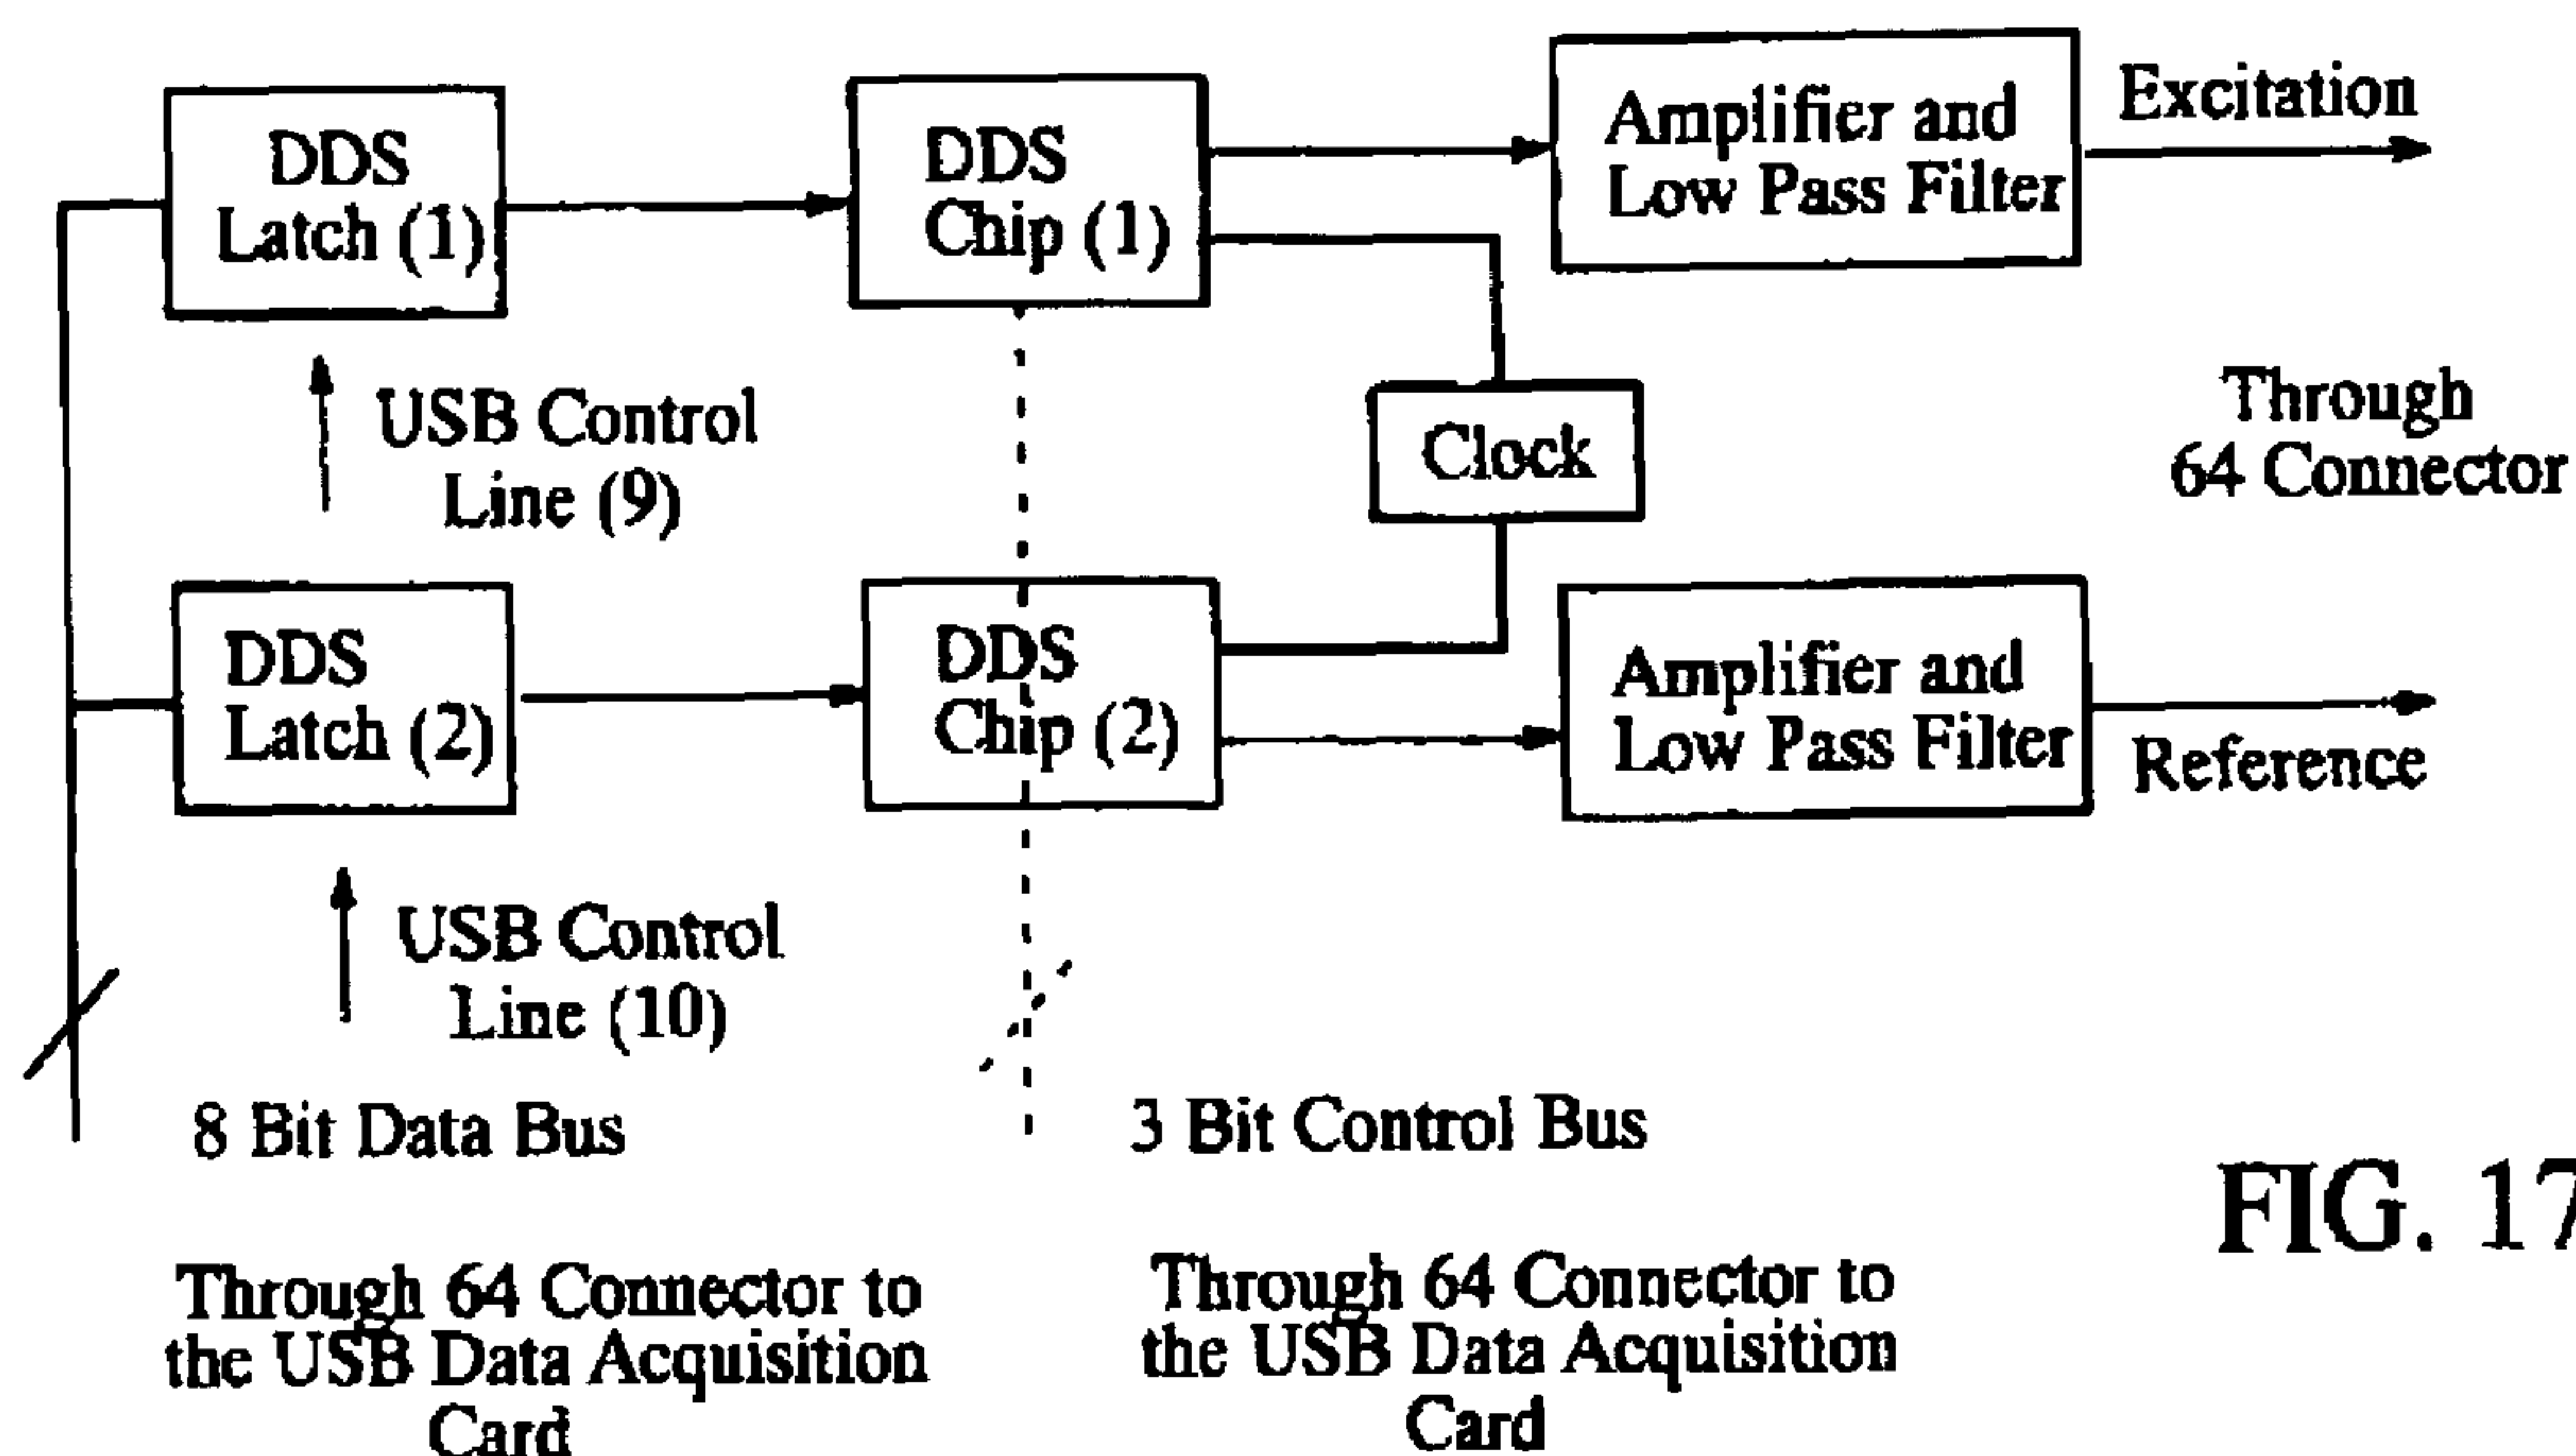 DDS
Latch (1)
DDS
Chip (1)
Amplifier and
Low Pass Filter
Excitation
USB Control
Line (9)
Clock
Through
64 Connector
DDS
Latch (2)
DDS
Chip (2)
Amplifier and
Low Pass Filter
Reference
USB Control
Line (10)
8 Bit Data Bus
3 Bit Control Bus
FIG. 17
Through 64 Connector to
the USB Data Acquisition
Card
Through 64 Connector to
the USB Data Acquisition
Card